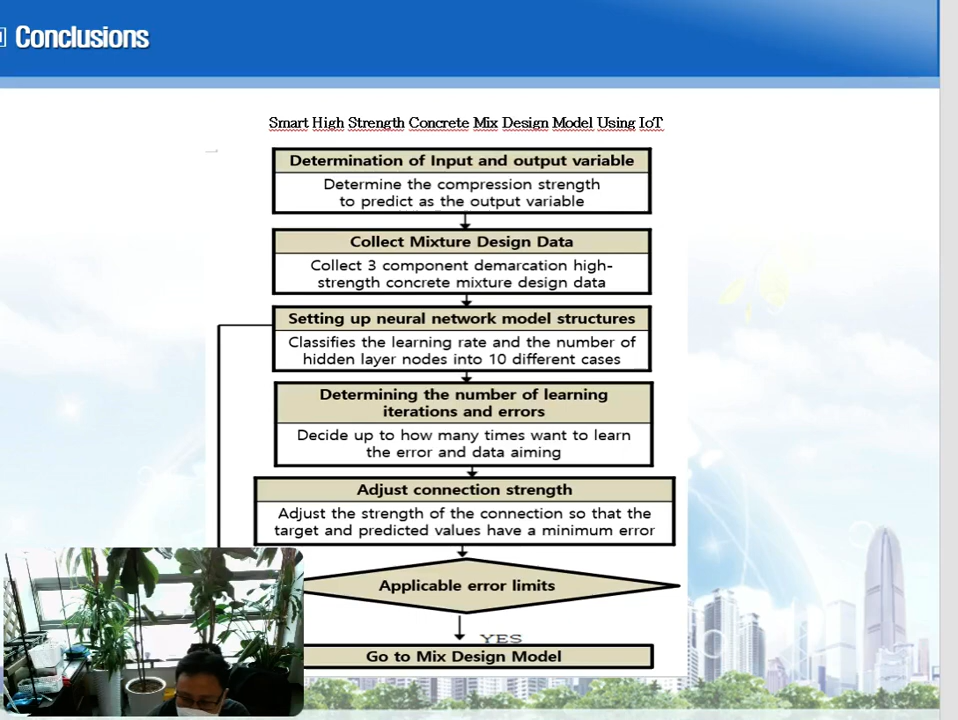 Conclusions
Smart High Strength Concrete Mix Design Model Using IoT
Determination of Input and output variable
Determine the compression strength
to predict as the output variable
Collect Mixture Design Data
Collect 3 component demarcation high-
strength concrete mixture design data
Setting up neural network model structures
Classifies the learning rate and the number of
hidden layer nodes into 10 different cases
Determining the number of learning
iterations and errors
Decide up to how many times want to learn
the error and data aiming
Adjust connection strength
Adjust the strength of the connection so that the
target and predicted values have a minimum error
Applicable error limits
YES
Go to Mix Design Model